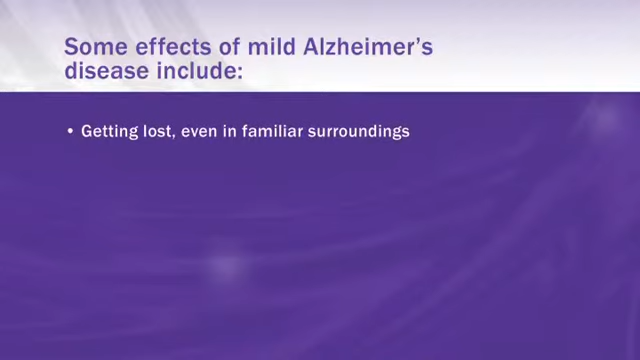 Some effects of mild Alzheimer’s
disease include:
• Getting lost, even in familiar surroundings